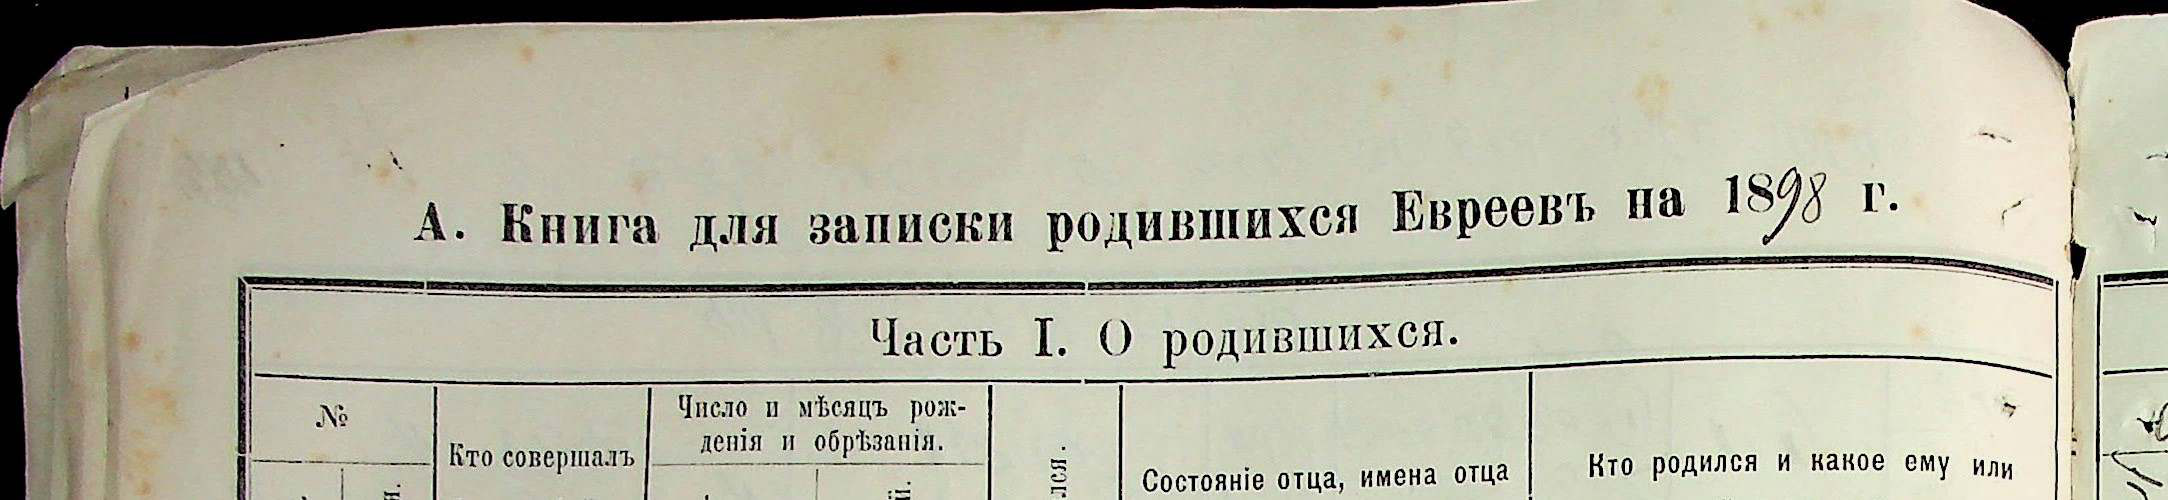 А. Книга для записки родившихся Евреевъ на 1898 г.
Часть I. О родившихся.
№
Кто совершалъ
Число и мѣсяцъ рож-
денія и обрѣзанія.
Состояніе отца, имена отца
Кто родился и какое ему или